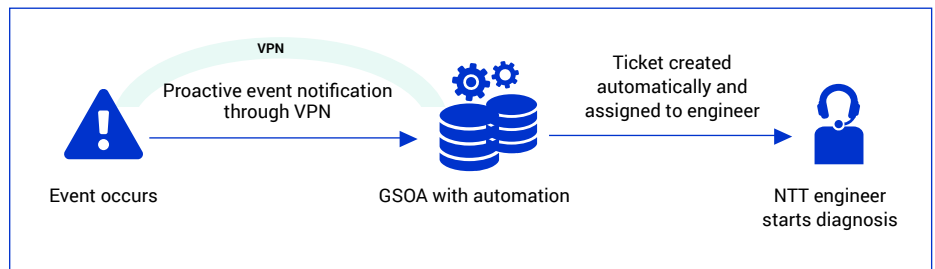 VPN
Proactive event notification
through VPN
Ticket created
automatically and
assigned to engineer
Event occurs
GSOA with automation
NTT engineer
starts diagnosis